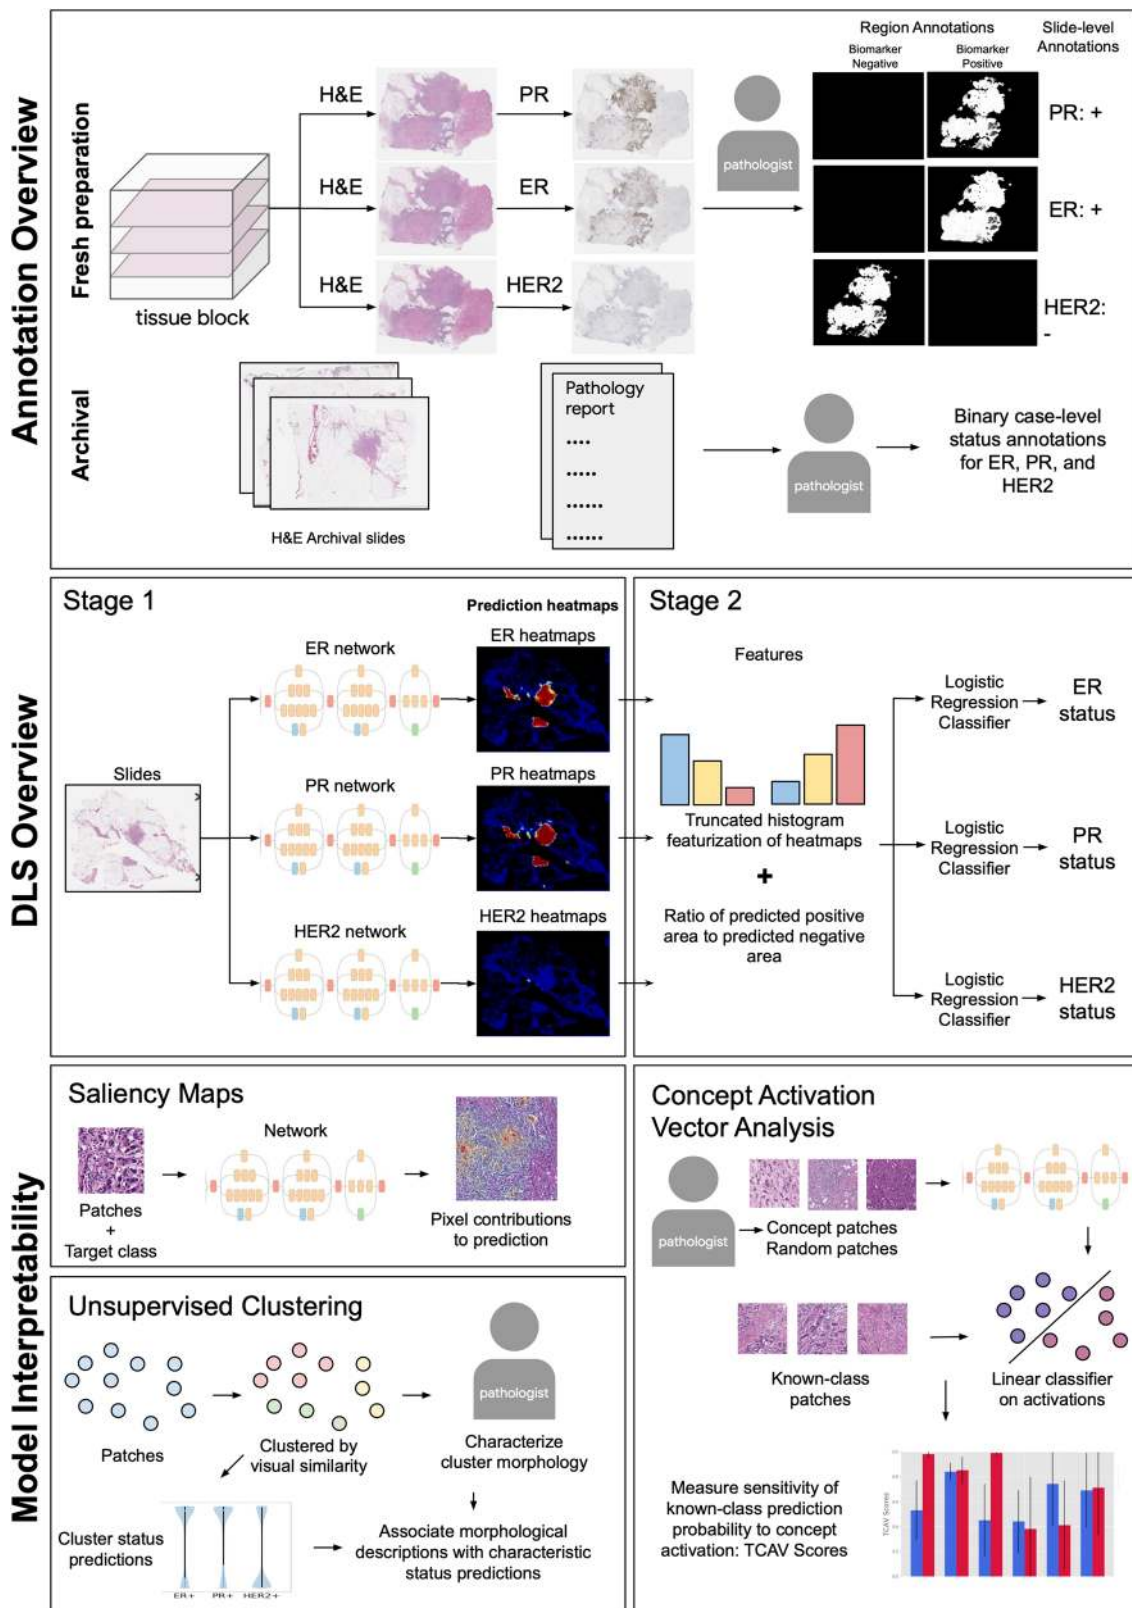 Annotation Overview
Fresh preparation
tissue block
H&E
PR
H&E
ER
H&E
HER2
pathologist
Region Annotations
Biomarker
Negative
Biomarker
Positive
Slide-level
Annotations
PR: +
ER: +
HER2:
-
Archival
H&E Archival slides
Pathology
report
....
.....
......
......
pathologist
Binary case-level
status annotations
for ER, PR, and
HER2
DLS Overview
Stage 1
Slides
ER network
PR network
HER2 network
Prediction heatmaps
ER heatmaps
PR heatmaps
HER2 heatmaps
Stage 2
Features
Truncated histogram
featurization of heatmaps
+
Ratio of predicted positive
area to predicted negative
area
Logistic
Regression
Classifier
ER
status
Logistic
Regression
Classifier
PR
status
Logistic
Regression
Classifier
HER2
status
Model Interpretability
Saliency Maps
Patches
+
Target class
Network
Pixel contributions
to prediction
Unsupervised Clustering
Patches
Clustered by
visual similarity
pathologist
Characterize
cluster morphology
Cluster status
predictions
ER+
PR+
HER2+
Associate morphological
descriptions with characteristic
status predictions
Concept Activation
Vector Analysis
pathologist
Concept patches
Random patches
Known-class
patches
Linear classifier
on activations
Measure sensitivity of
known-class prediction
probability to concept
activation: TCAV Scores
TCAV Scores